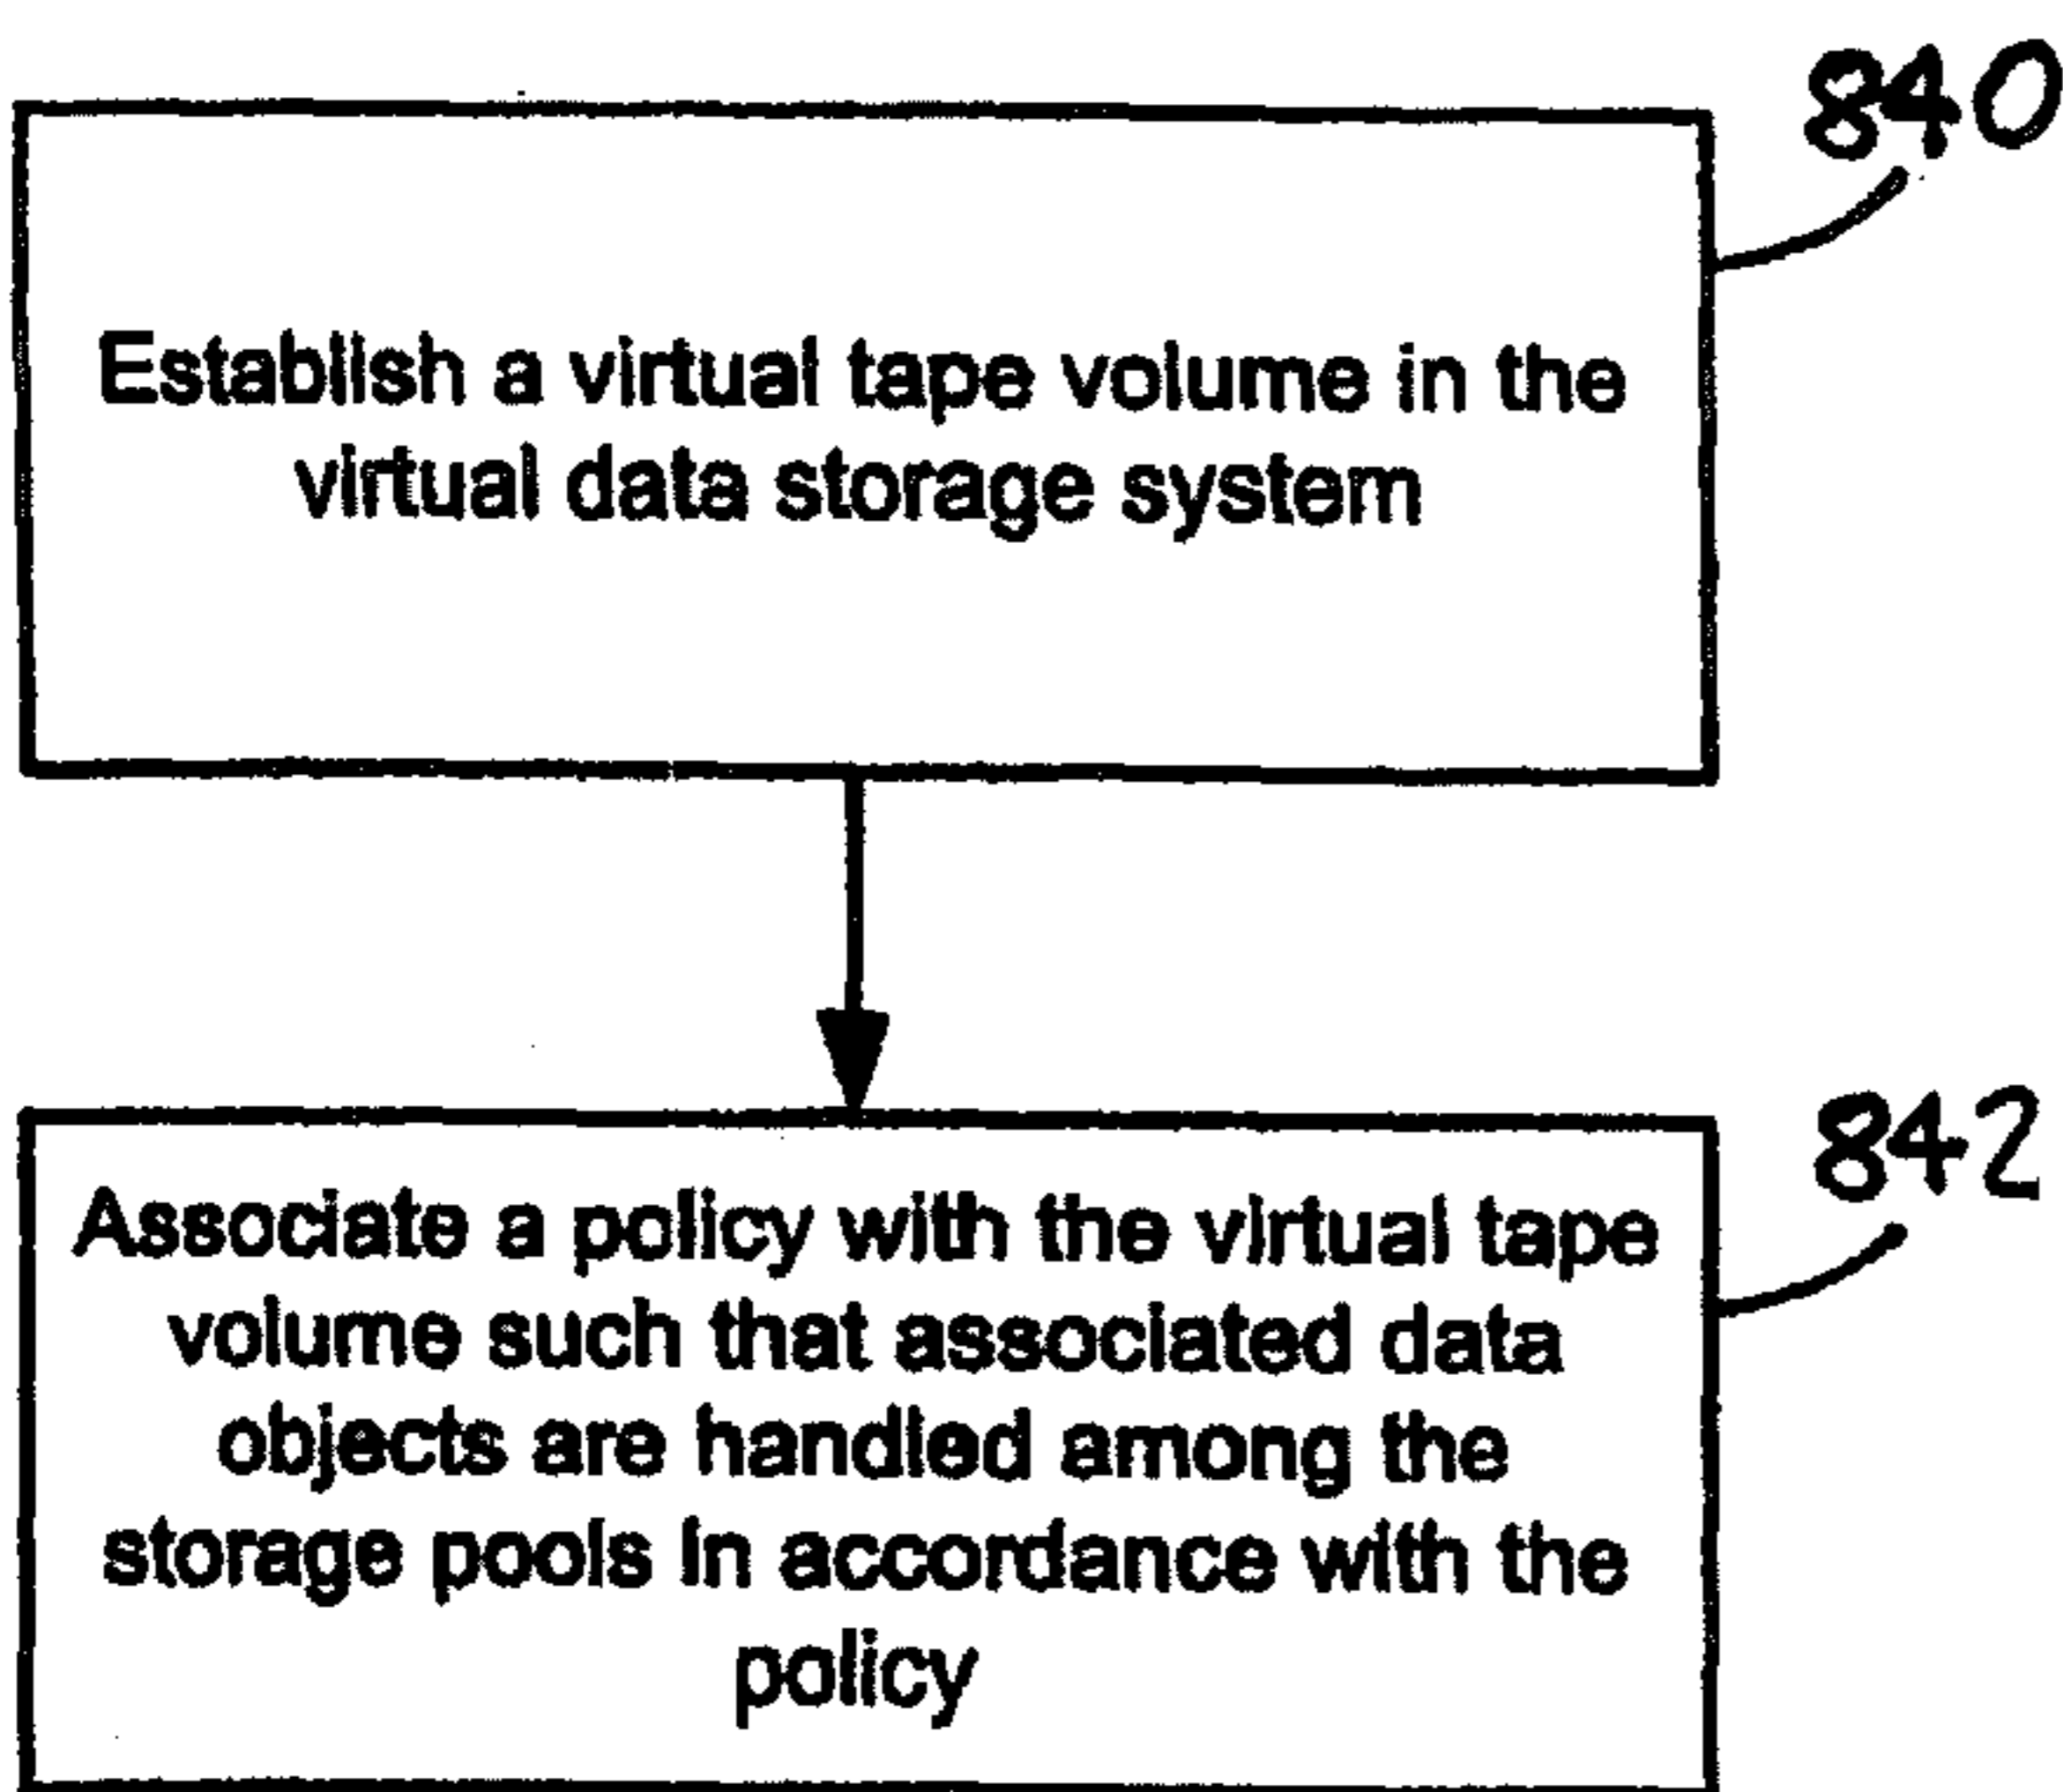 840
Establish a virtual tape volume in the
virtual data storage system
842
Associate a policy with the virtual tape
volume such that associated data
objects are handled among the
storage pools in accordance with the
policy